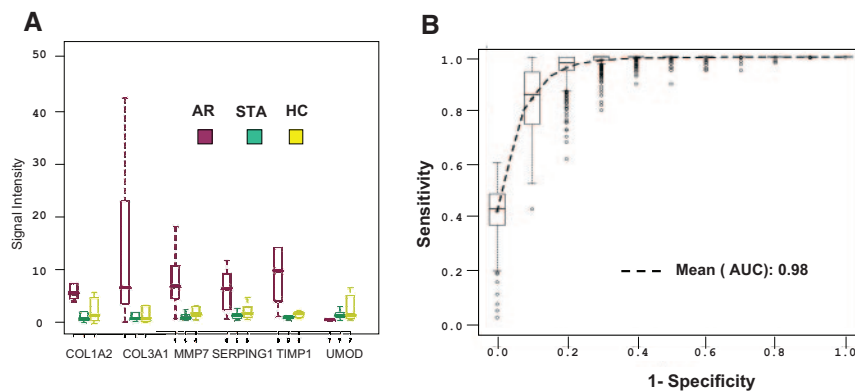 A
50
40
30
20
10
0
Signal Intensity
AR STA HC
COL1A2 COL3A1 MMP7 SERPING1 TIMP1 UMOD
B
1.0
0.8
0.6
0.4
0.2
0.0
Sensitivity
Mean ( AUC): 0.98
0.0 0.2 0.4 0.6 0.8 1.0
1- Specificity